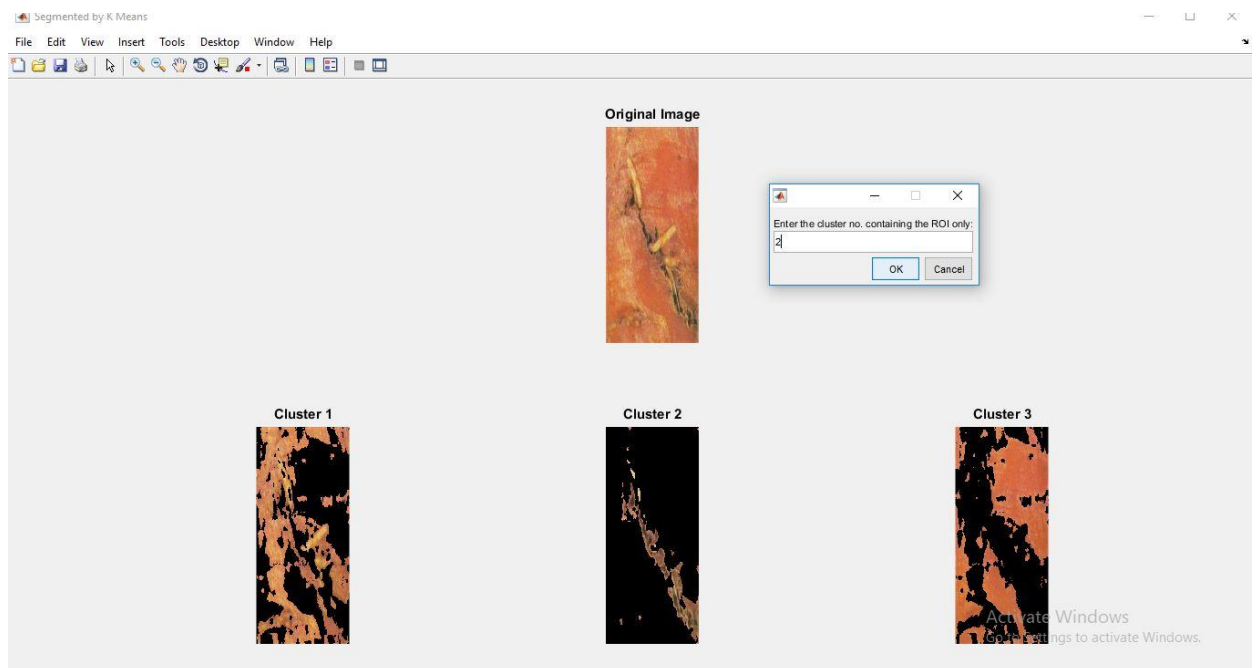 Segmented by K Means
File Edit View Insert Tools Desktop Window Help
Original Image
Enter the cluster no. containing the ROI only:
2
OK Cancel
Cluster 1 Cluster 2 Cluster 3
Activate Windows
Go to Settings to activate Windows.